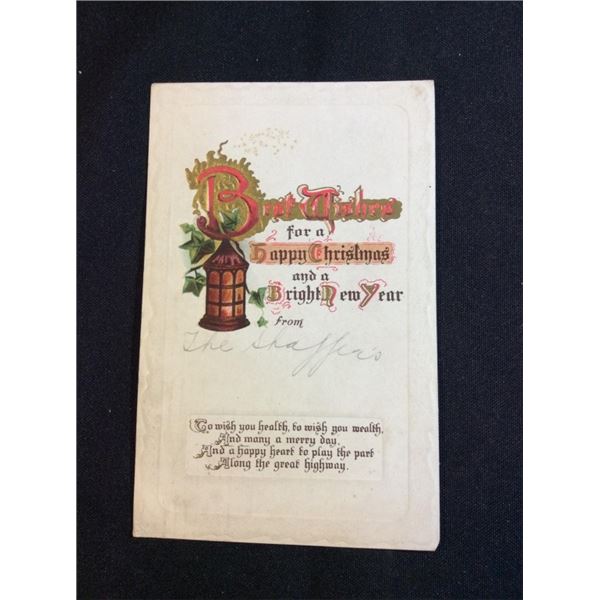 Best Wishes
for a
Happy Christmas
and a
Bright New Year
from
The Shaffer's
To wish you health, to wish you wealth,
And many a merry day,
And a happy heart to play the part
Along the great highway.